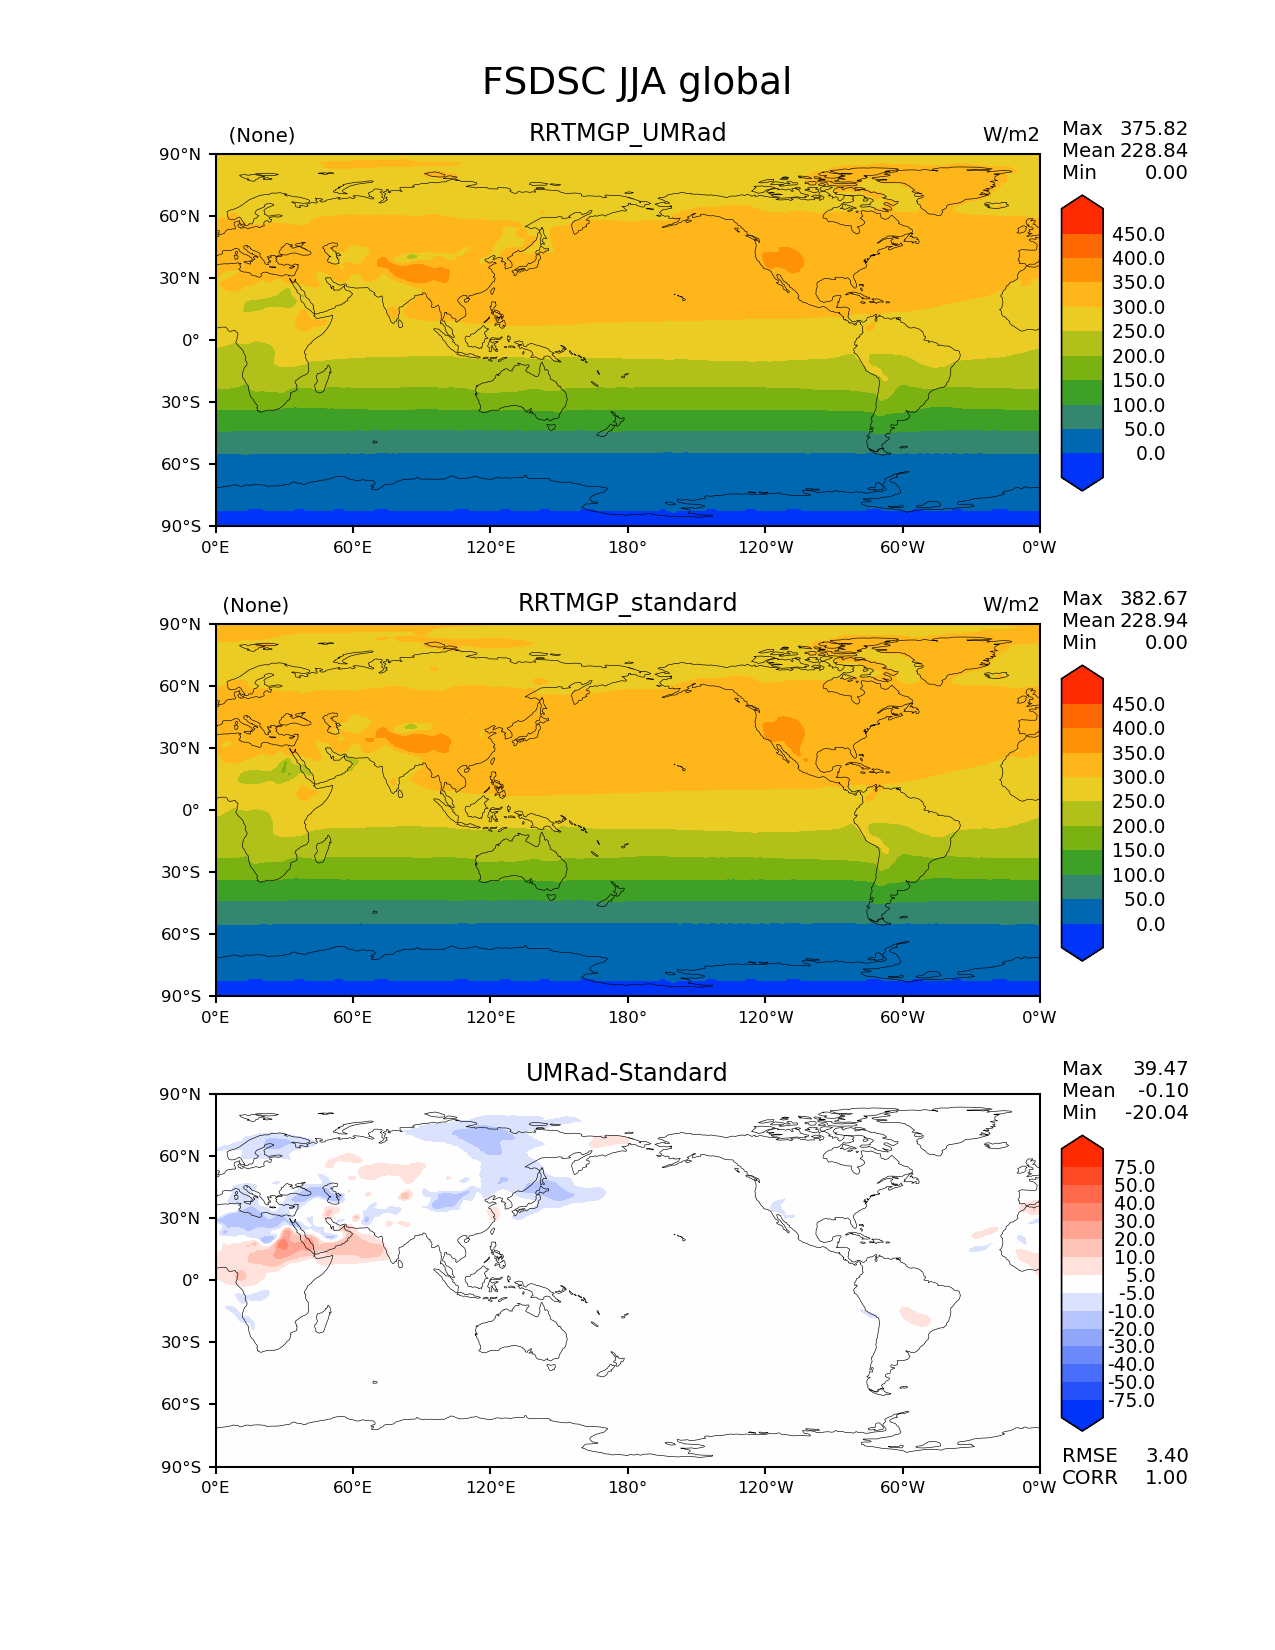 FSDSC JJA global
(None) RRTMGP_UMRad W/m2
Max 375.82
Mean 228.84
Min 0.00
90°N
60°N
30°N
0°
30°S
60°S
90°S
0°E 60°E 120°E 180° 120°W 60°W 0°W
450.0
400.0
350.0
300.0
250.0
200.0
150.0
100.0
50.0
0.0
(None) RRTMGP_standard W/m2
Max 382.67
Mean 228.94
Min 0.00
90°N
60°N
30°N
0°
30°S
60°S
90°S
0°E 60°E 120°E 180° 120°W 60°W 0°W
450.0
400.0
350.0
300.0
250.0
200.0
150.0
100.0
50.0
0.0
UMRad-Standard
Max 39.47
Mean -0.10
Min -20.04
90°N
60°N
30°N
0°
30°S
60°S
90°S
0°E 60°E 120°E 180° 120°W 60°W 0°W
75.0
50.0
40.0
30.0
20.0
10.0
5.0
-5.0
-10.0
-20.0
-30.0
-40.0
-50.0
-75.0
RMSE 3.40
CORR 1.00